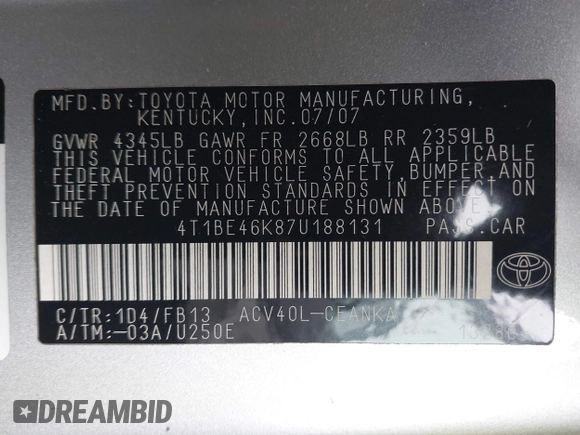 MFD.BY:TOYOTA MOTOR MANUFACTURING,
KENTUCKY,INC.07/07
GVWR 4345LB GAWR FR 2668LB RR 2359LB
THIS VEHICLE CONFORMS TO ALL APPLICABLE
FEDERAL MOTOR VEHICLE SAFETY,BUMPER,AND
THEFT PREVENTION STANDARDS IN EFFECT ON
THE DATE OF MANUFACTURE SHOWN ABOVE.
4T1BE46K87U188131 PASS.CAR
C/TR:1D4/FB13 ACV40L-CEANKA
A/TM:-03A/U250E
DREAMBID